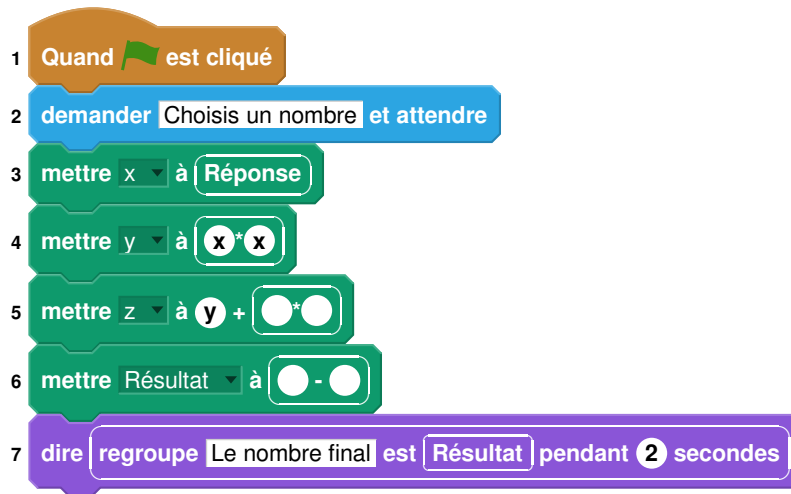 1 Quand est cliqué
2 demander Choisis un nombre et attendre
3 mettre x à Réponse
4 mettre y à x * x
5 mettre z à y + *
6 mettre Résultat à -
7 dire regroupe Le nombre final est Résultat pendant 2 secondes